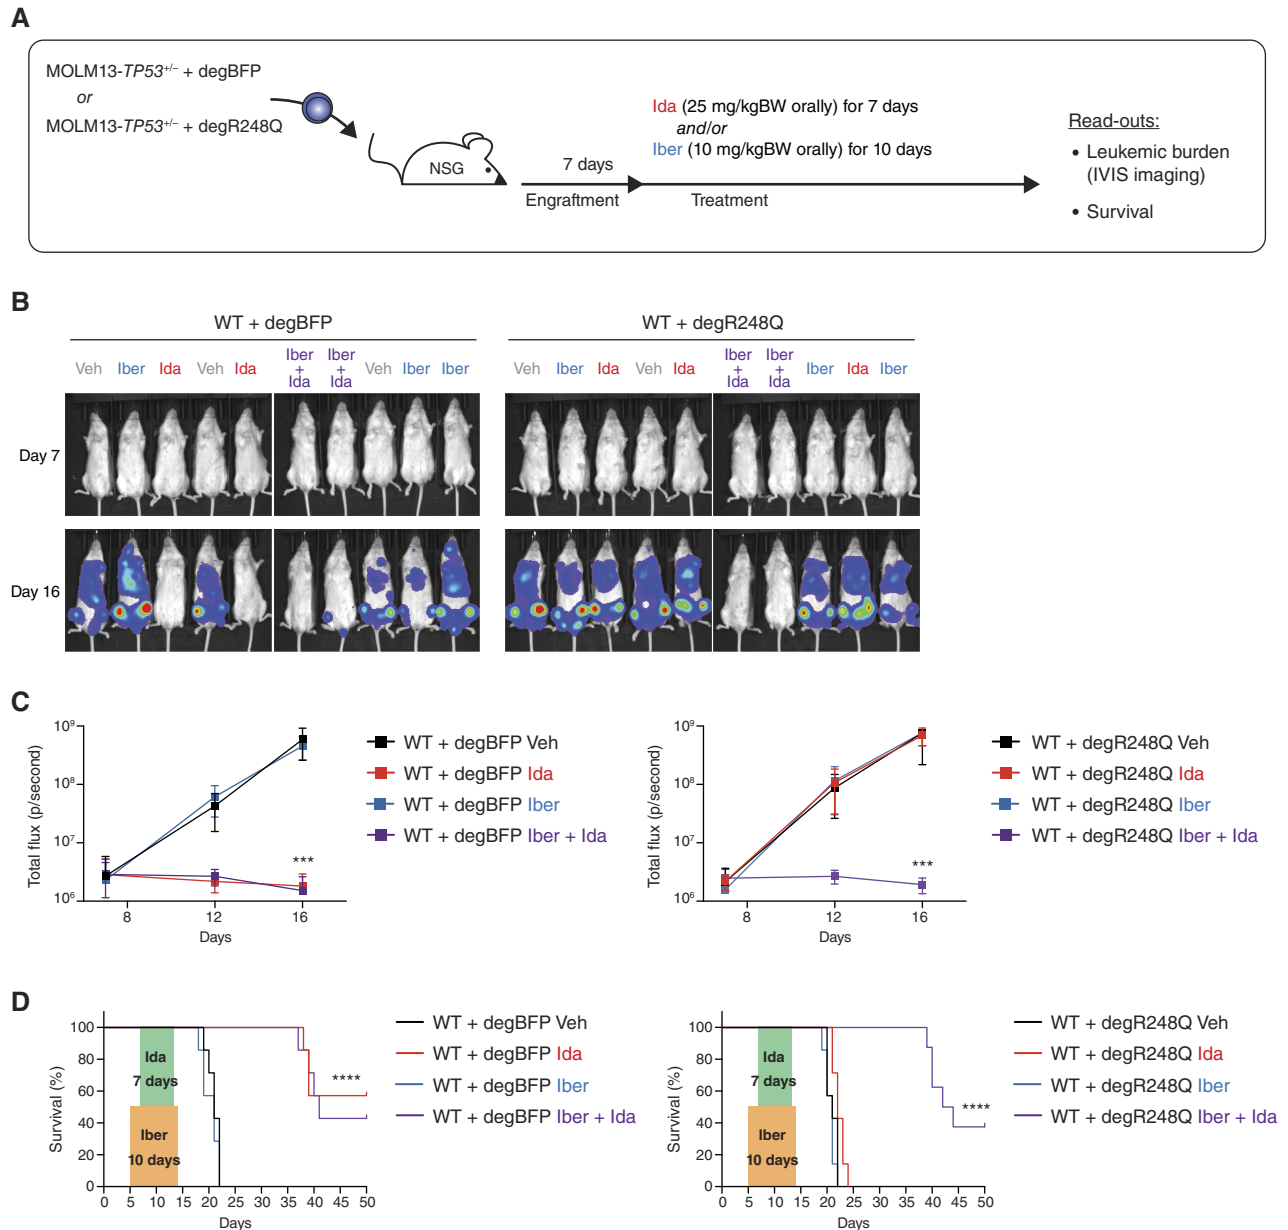 A
MOLM13-TP53+/– + degBFP
or
MOLM13-TP53+/– + degR248Q
NSG
7 days
Engraftment
Ida (25 mg/kgBW orally) for 7 days
and/or
Iber (10 mg/kgBW orally) for 10 days
Treatment
Read-outs:
• Leukemic burden
(IVIS imaging)
• Survival
B
WT + degBFP
WT + degR248Q
Veh Iber Ida Veh Ida Iber + Ida Iber + Ida Veh Iber Iber
Veh Iber Ida Veh Ida Iber + Ida Iber + Ida Iber Ida Iber
Day 7
Day 16
C
Total flux (p/second)
10⁹
10⁸
10⁷
10⁶
8 12 16
Days
***
WT + degBFP Veh
WT + degBFP Ida
WT + degBFP Iber
WT + degBFP Iber + Ida
Total flux (p/second)
10⁹
10⁸
10⁷
10⁶
8 12 16
Days
***
WT + degR248Q Veh
WT + degR248Q Ida
WT + degR248Q Iber
WT + degR248Q Iber + Ida
D
Survival (%)
100
80
60
40
20
0
0 5 10 15 20 25 30 35 40 45 50
Days
Ida
7 days
Iber
10 days
****
WT + degBFP Veh
WT + degBFP Ida
WT + degBFP Iber
WT + degBFP Iber + Ida
Survival (%)
100
80
60
40
20
0
0 5 10 15 20 25 30 35 40 45 50
Days
Ida
7 days
Iber
10 days
****
WT + degR248Q Veh
WT + degR248Q Ida
WT + degR248Q Iber
WT + degR248Q Iber + Ida